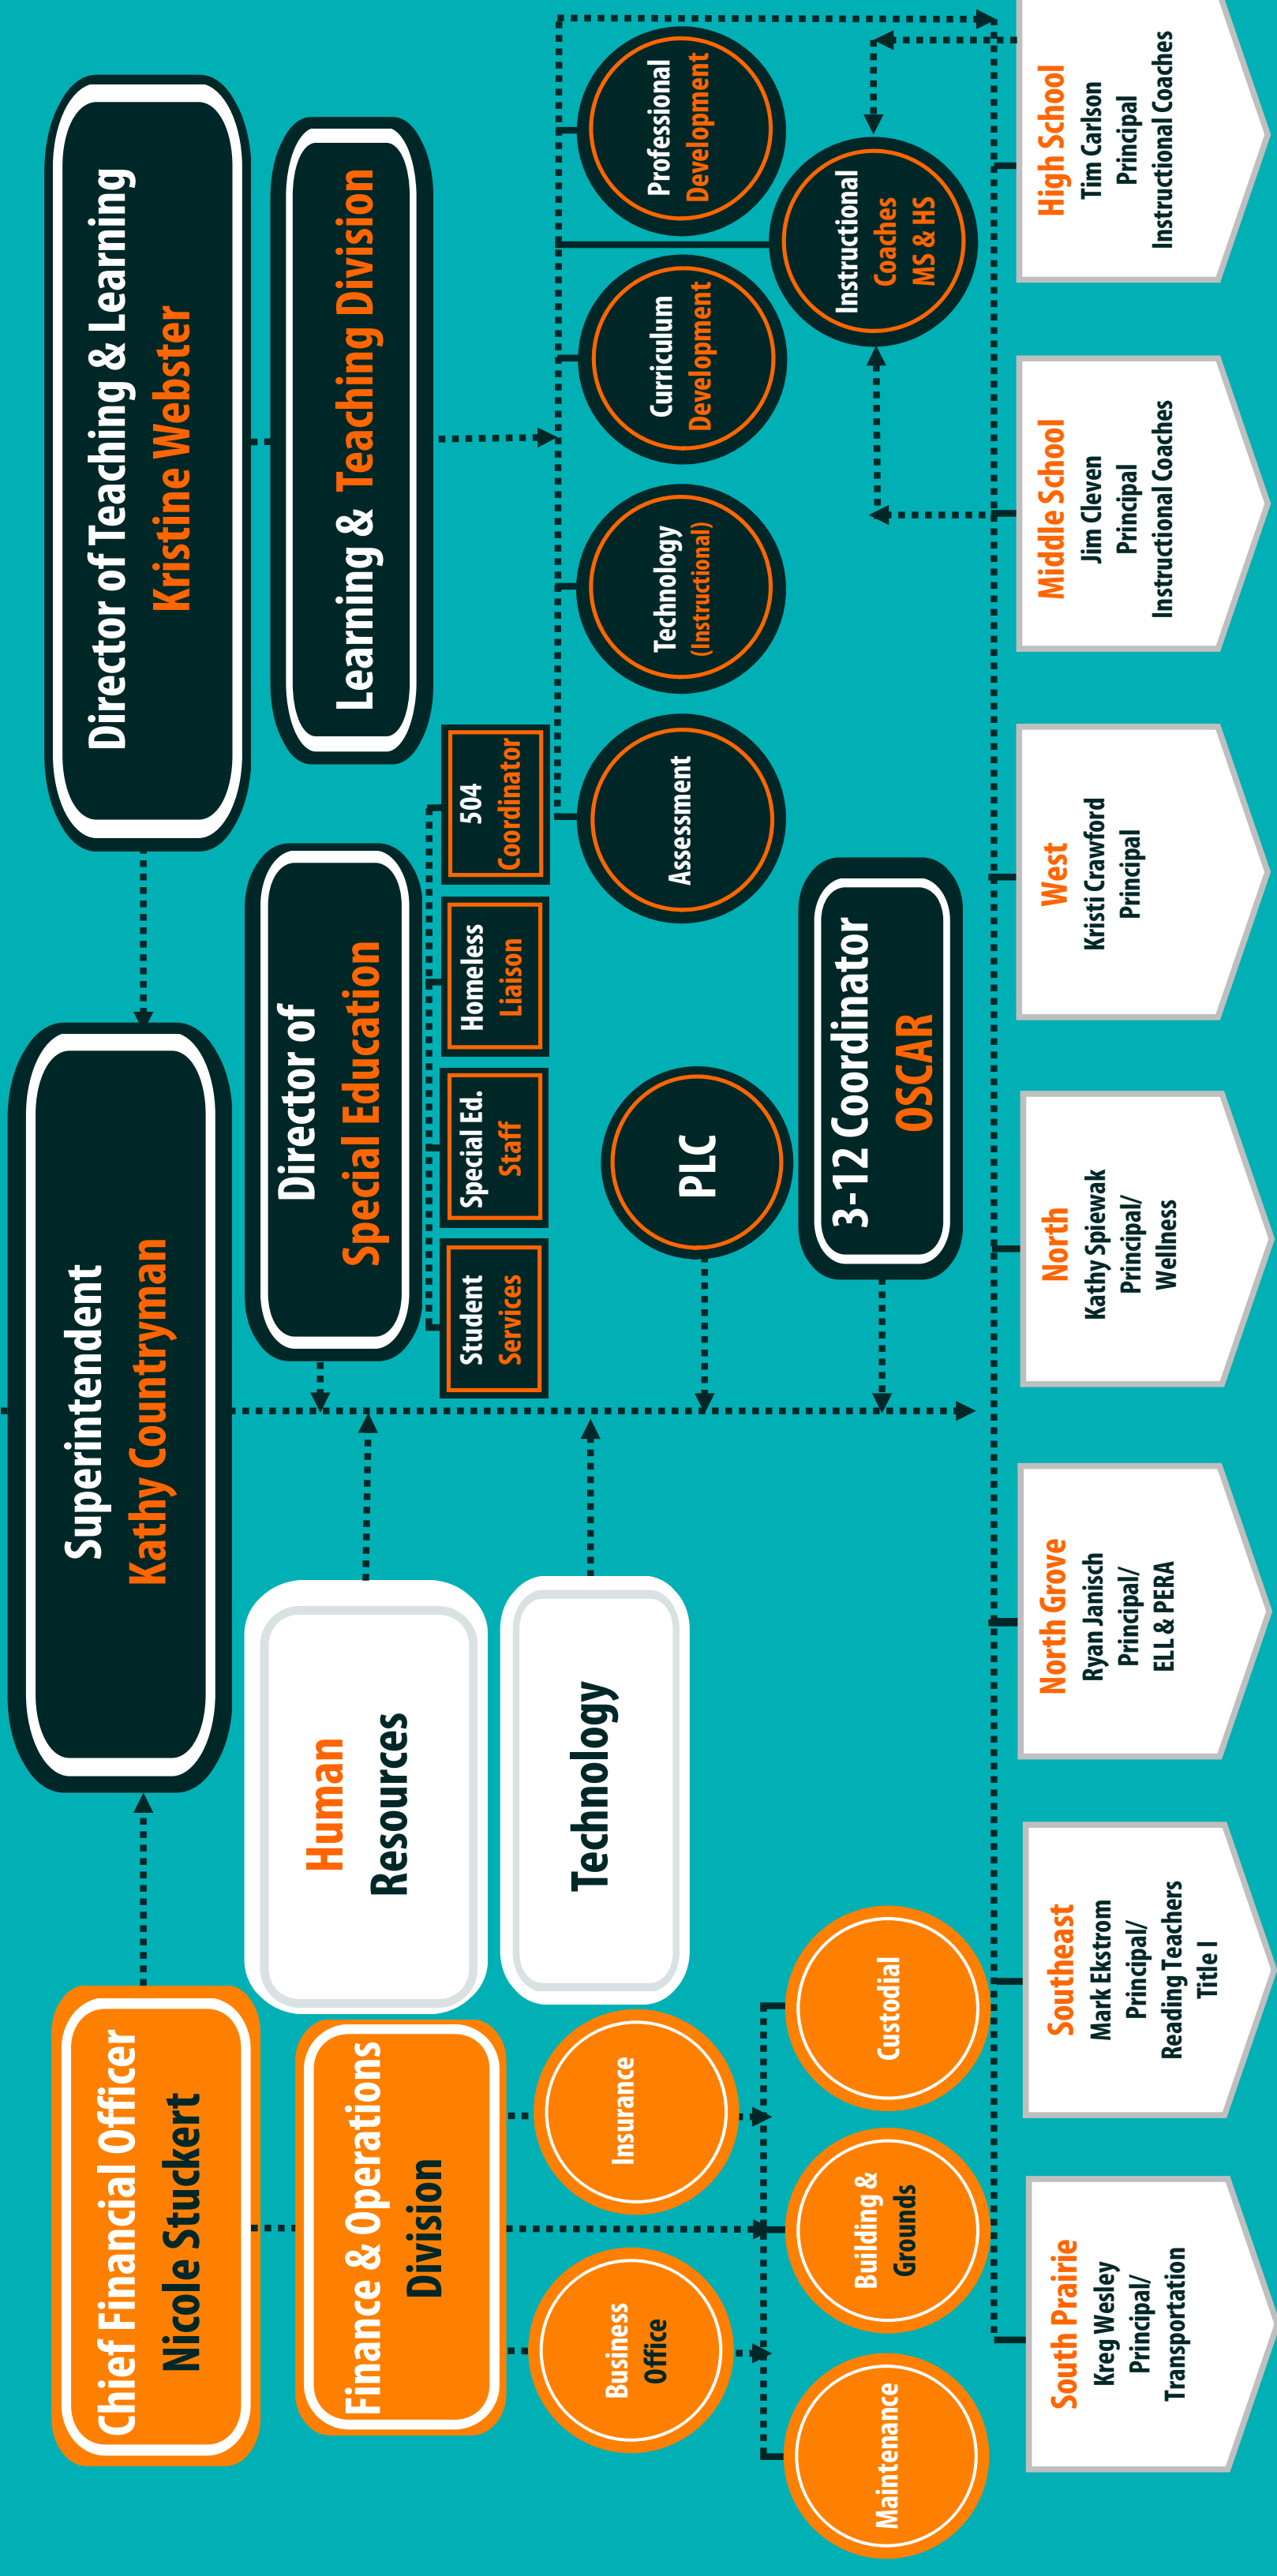 Superintendent
Kathy Countryman
Chief Financial Officer
Nicole Stuckert
Director of Teaching & Learning
Kristine Webster
Finance & Operations
Division
Human
Resources
Director of
Special Education
Learning & Teaching Division
Student
Services
Special Ed.
Staff
Homeless
Liaison
504
Coordinator
Technology
Business
Office
Insurance
PLC
Assessment
Technology
(Instructional)
Curriculum
Development
Professional
Development
Maintenance
Building &
Grounds
Custodial
3-12 Coordinator
OSCAR
Instructional
Coaches
MS & HS
South Prairie
Kreg Wesley
Principal/
Transportation
Southeast
Mark Ekstrom
Principal/
Reading Teachers
Title I
North Grove
Ryan Janisch
Principal/
ELL & PERA
North
Kathy Spiewak
Principal/
Wellness
West
Kristi Crawford
Principal
Middle School
Jim Cleven
Principal
Instructional Coaches
High School
Tim Carlson
Principal
Instructional Coaches